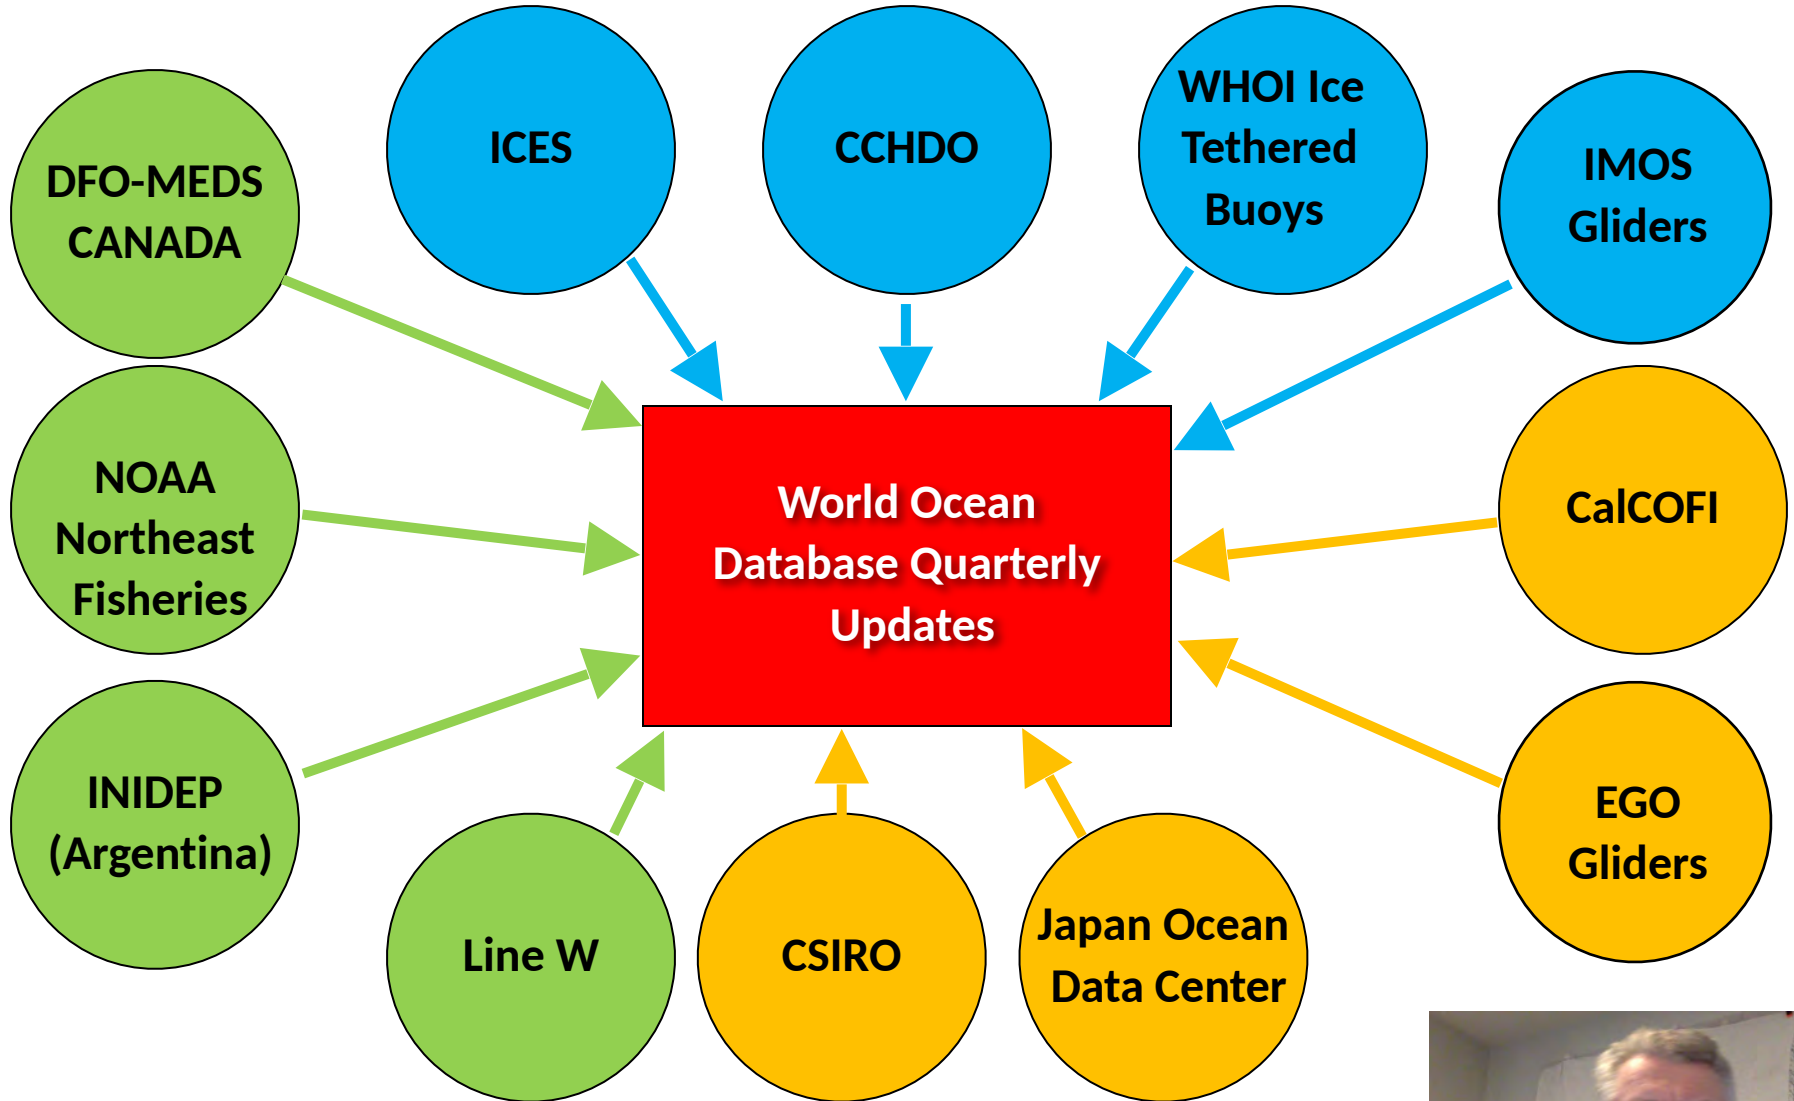 DFO-MEDS
CANADA
ICES
CCHDO
WHOI Ice
Tethered
Buoys
IMOS
Gliders
NOAA
Northeast
Fisheries
World Ocean
Database Quarterly
Updates
CalCOFI
INIDEP
(Argentina)
EGO
Gliders
Line W
CSIRO
Japan Ocean
Data Center